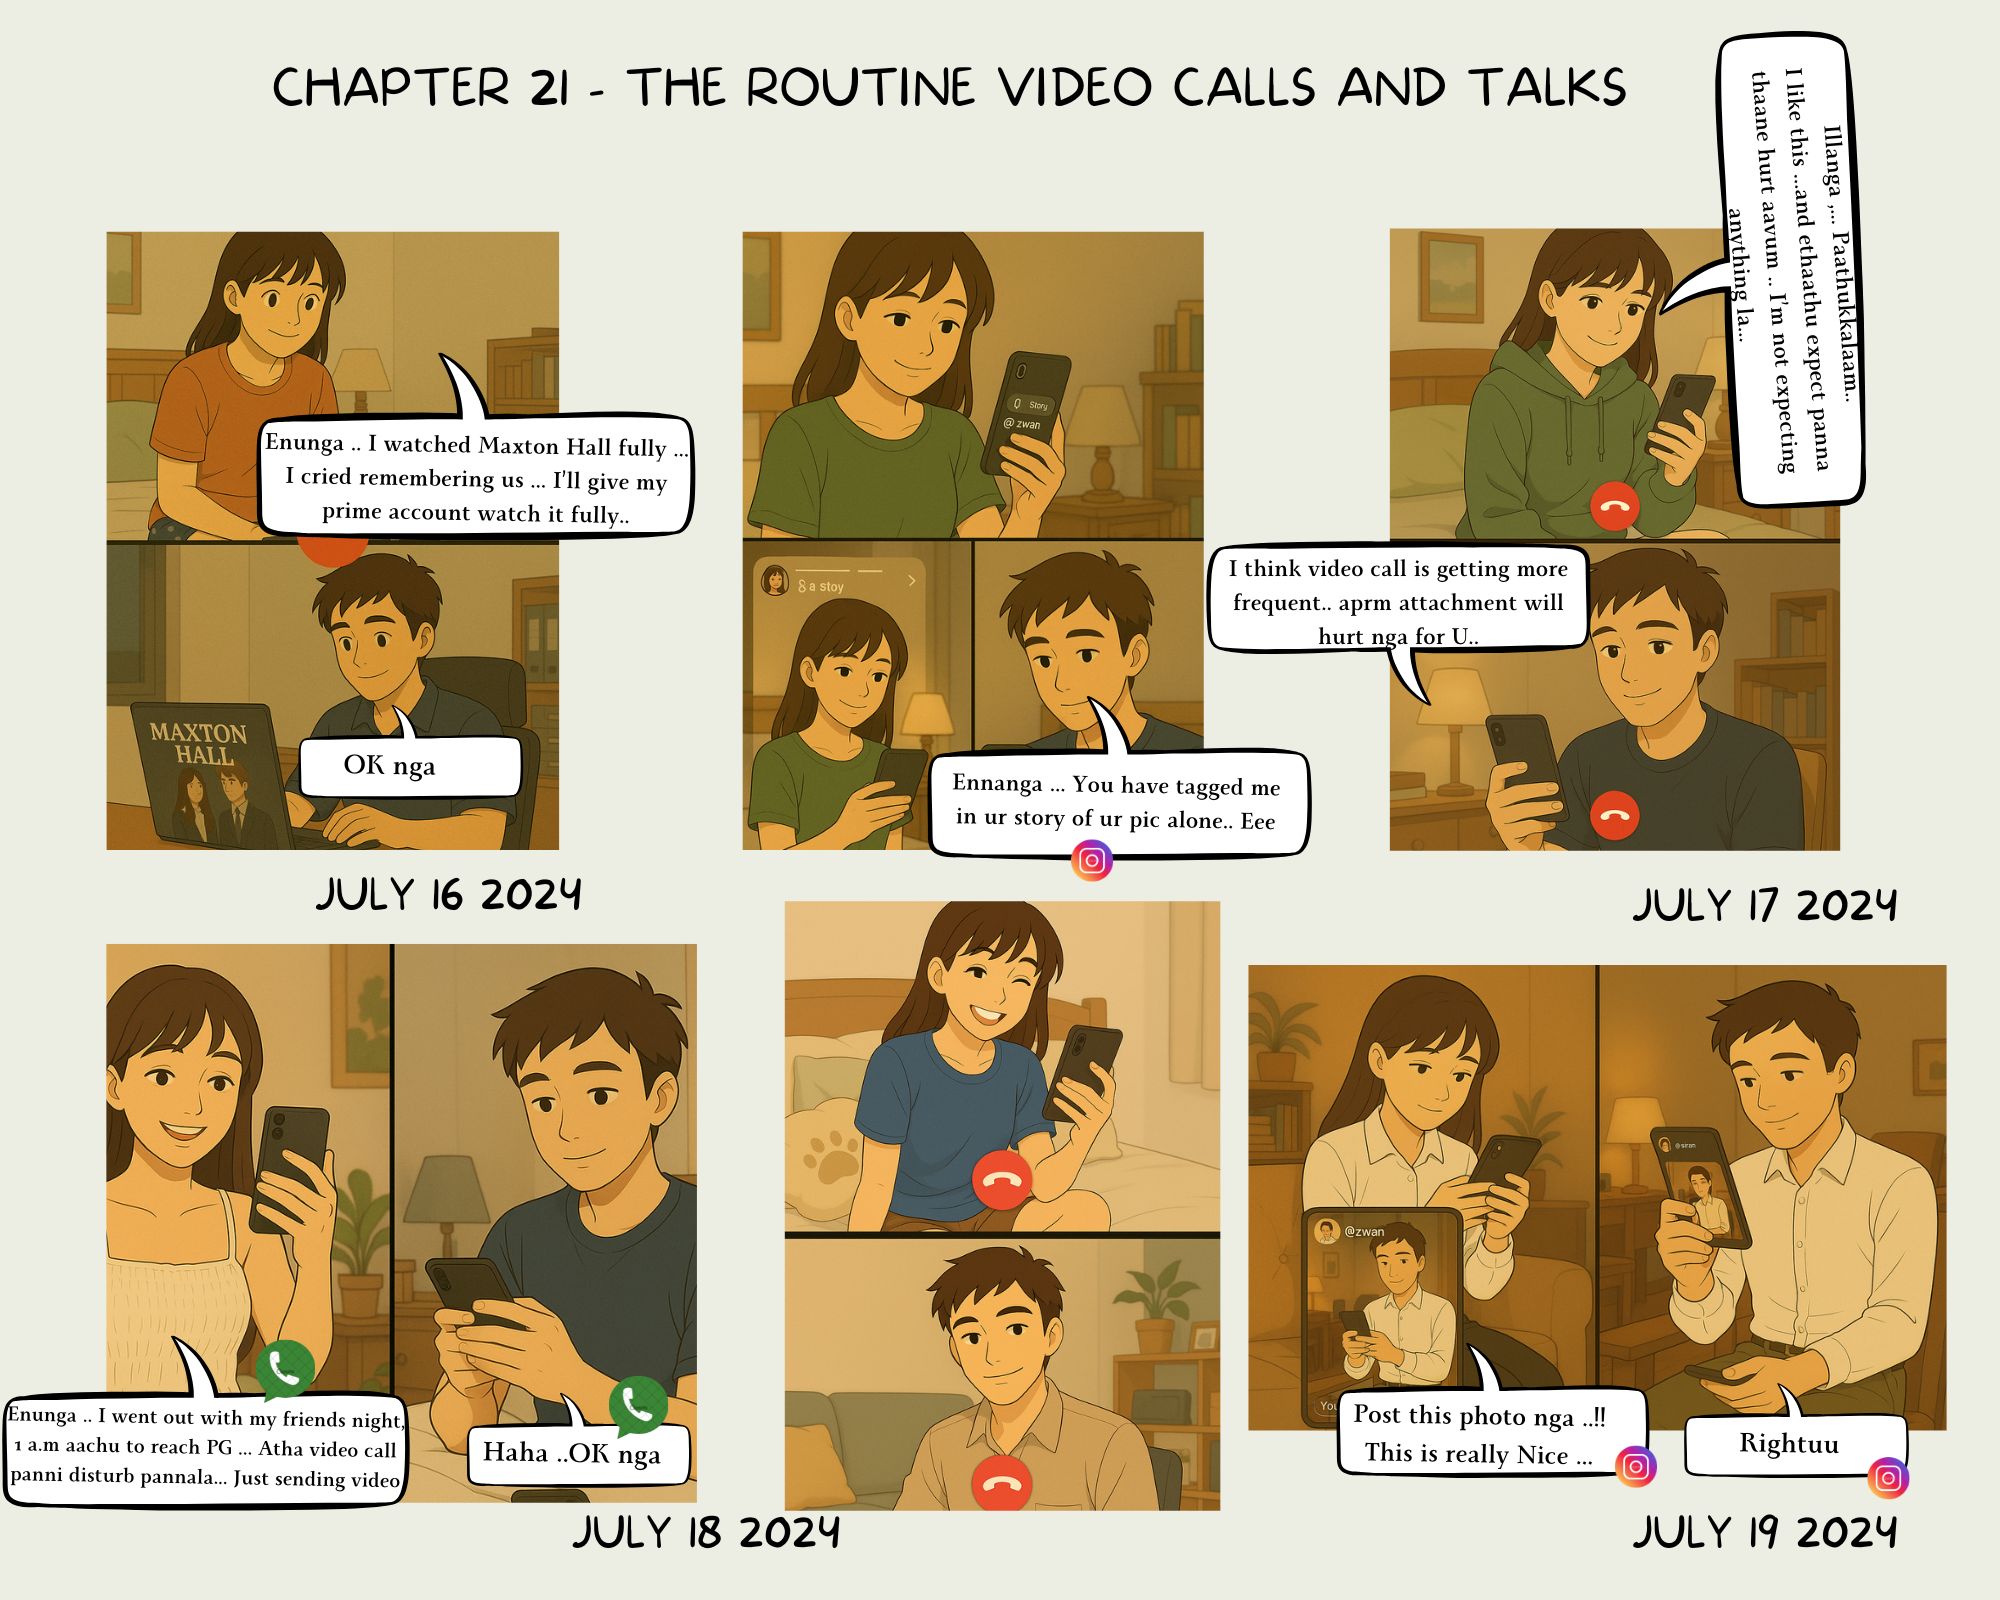 CHAPTER 21 - THE ROUTINE VIDEO CALLS AND TALKS
Enunga .. I watched Maxton Hall fully ...
I cried remembering us ... I'll give my
prime account watch it fully..
MAXTON
HALL
OK nga
JULY 16 2024
Story
@ zwan
8 a stoy
Ennanga ... You have tagged me
in ur story of ur pic alone.. Eee
Illanga ,... Paathukkalaam..
I like this ...and ethaathu expect panna
thaane hurt aavum .. I'm not expecting
anything la...
I think video call is getting more
frequent.. aprm attachment will
hurt nga for U..
JULY 17 2024
Enunga .. I went out with my friends night,
1 a.m aachu to reach PG ... Atha video call
panni disturb pannala... Just sending video
Haha ..OK nga
JULY 18 2024
@zwan
You
Post this photo nga ..!!
This is really Nice ...
@siran
Rightuu
JULY 19 2024